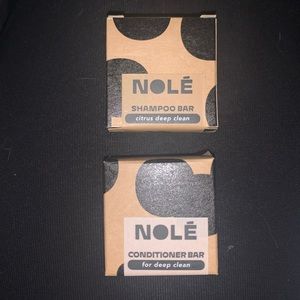 NOLÉ
SHAMPOO BAR
citrus deep clean
NOLÉ
CONDITIONER BAR
for deep clean